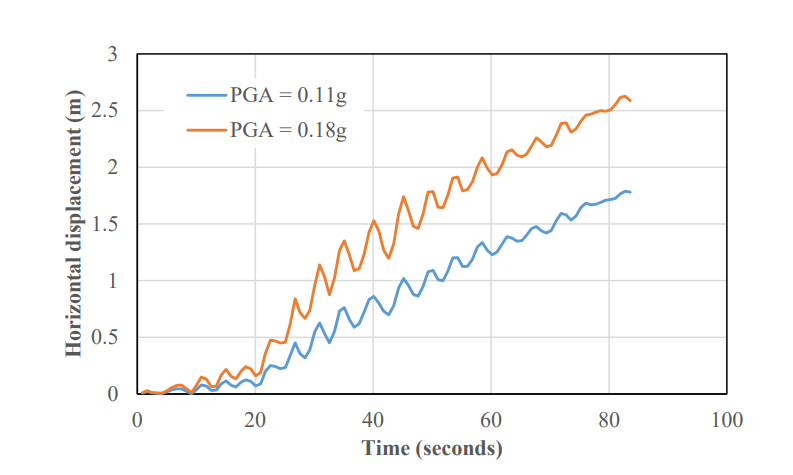 3
2.5
2
1.5
1
0.5
0
Horizontal displacement (m)
PGA = 0.11g
PGA = 0.18g
0 20 40 60 80 100
Time (seconds)